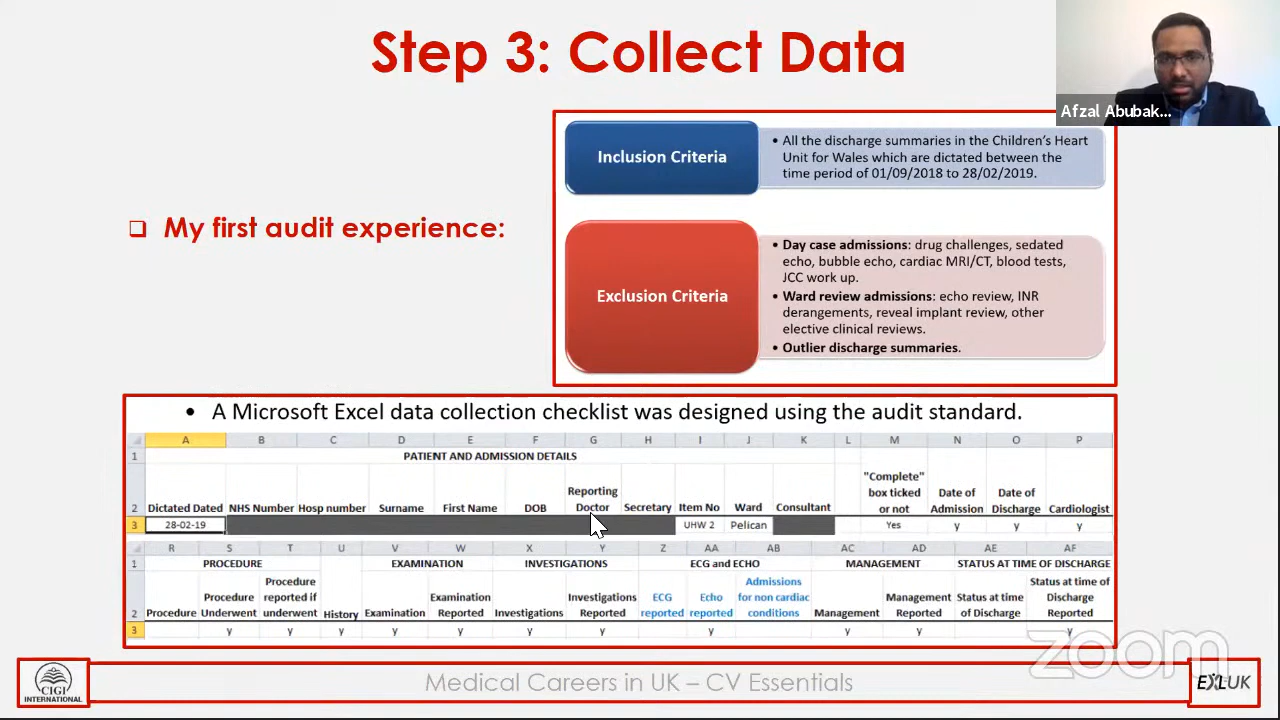 Step 3: Collect Data
Afzal Abubak...
❑ My first audit experience:
Inclusion Criteria
• All the discharge summaries in the Children's Heart
Unit for Wales which are dictated between the
time period of 01/09/2018 to 28/02/2019.
Exclusion Criteria
• Day case admissions: drug challenges, sedated
echo, bubble echo, cardiac MRI/CT, blood tests,
JCC work up.
• Ward review admissions: echo review, INR
derangements, reveal implant review, other
elective clinical reviews.
• Outlier discharge summaries.
• A Microsoft Excel data collection checklist was designed using the audit standard.
A B C D E F G H I J K L M N O P
1 PATIENT AND ADMISSION DETAILS
2 Dictated Dated NHS Number Hosp number Surname First Name DOB Reporting Doctor Secretary Item No Ward Consultant "Complete" box ticked or not Date of Admission Date of Discharge Cardiologist
3 28-02-19 UHW 2 Pelican Yes y y y
R S T U V W X Y Z AA AB AC AD AE AF
1 PROCEDURE EXAMINATION INVESTIGATIONS ECG and ECHO MANAGEMENT STATUS AT TIME OF DISCHARGE
2 Procedure Procedure Underwent Procedure reported if underwent History Examination Examination Reported Investigations Investigations Reported ECG reported Echo reported Admissions for non cardiac conditions Management Management Reported Status at time of Discharge Status at time of Discharge Reported
3 y y y y y y y y y y y
zoom
CIGI
INTERNATIONAL
Medical Careers in UK – CV Essentials
EXLUK